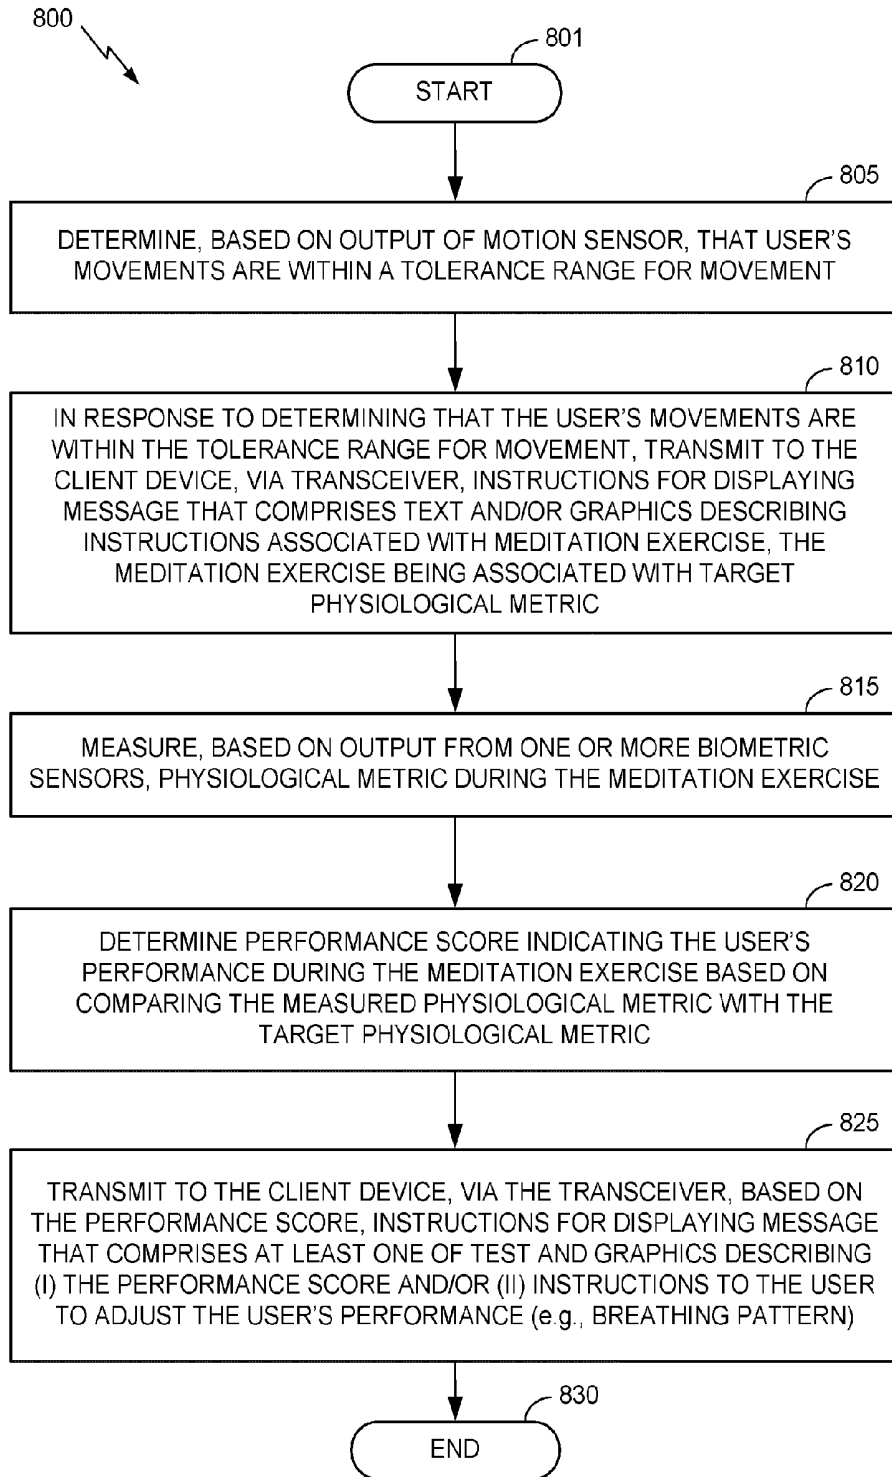 800
801
START
805
DETERMINE, BASED ON OUTPUT OF MOTION SENSOR, THAT USER'S
MOVEMENTS ARE WITHIN A TOLERANCE RANGE FOR MOVEMENT
810
IN RESPONSE TO DETERMINING THAT THE USER'S MOVEMENTS ARE
WITHIN THE TOLERANCE RANGE FOR MOVEMENT, TRANSMIT TO THE
CLIENT DEVICE, VIA TRANSCEIVER, INSTRUCTIONS FOR DISPLAYING
MESSAGE THAT COMPRISES TEXT AND/OR GRAPHICS DESCRIBING
INSTRUCTIONS ASSOCIATED WITH MEDITATION EXERCISE, THE
MEDITATION EXERCISE BEING ASSOCIATED WITH TARGET
PHYSIOLOGICAL METRIC
815
MEASURE, BASED ON OUTPUT FROM ONE OR MORE BIOMETRIC
SENSORS, PHYSIOLOGICAL METRIC DURING THE MEDITATION EXERCISE
820
DETERMINE PERFORMANCE SCORE INDICATING THE USER'S
PERFORMANCE DURING THE MEDITATION EXERCISE BASED ON
COMPARING THE MEASURED PHYSIOLOGICAL METRIC WITH THE
TARGET PHYSIOLOGICAL METRIC
825
TRANSMIT TO THE CLIENT DEVICE, VIA THE TRANSCEIVER, BASED ON
THE PERFORMANCE SCORE, INSTRUCTIONS FOR DISPLAYING MESSAGE
THAT COMPRISES AT LEAST ONE OF TEST AND GRAPHICS DESCRIBING
(I) THE PERFORMANCE SCORE AND/OR (II) INSTRUCTIONS TO THE USER
TO ADJUST THE USER'S PERFORMANCE (e.g., BREATHING PATTERN)
830
END